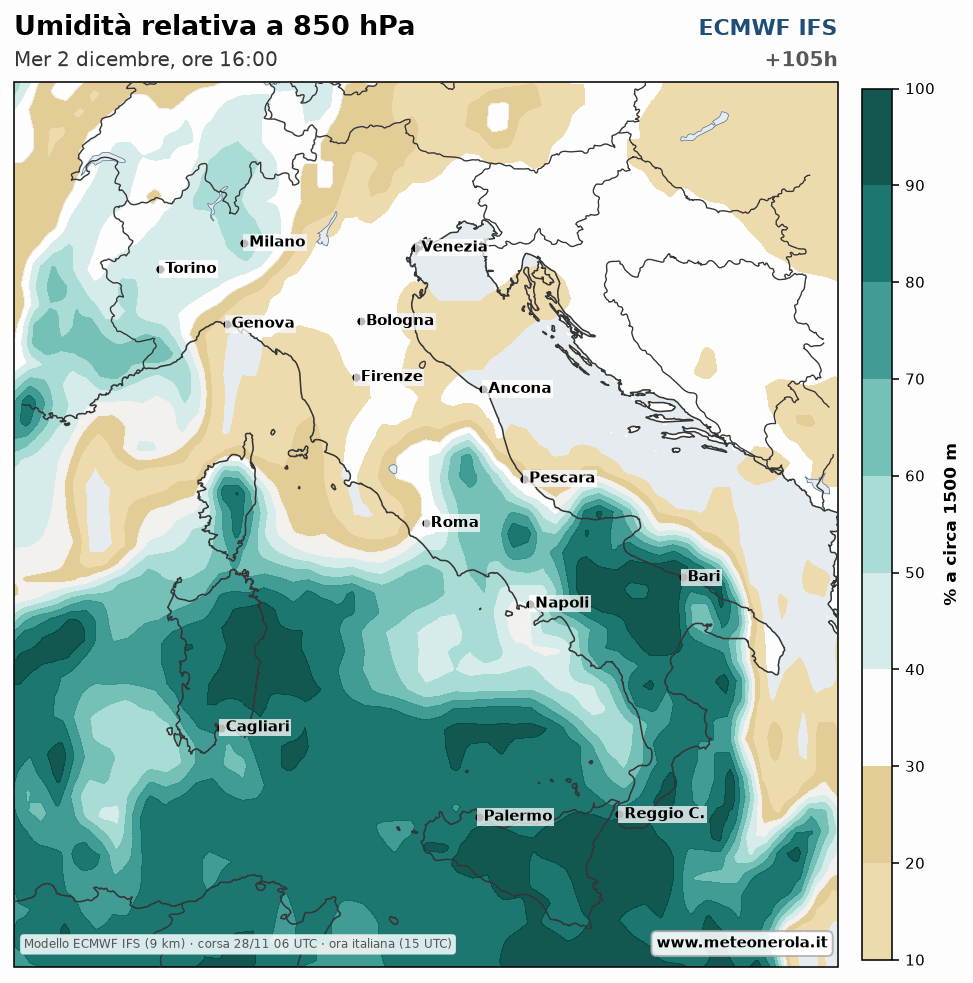 Umidità relativa a 850 hPa
ECMWF IFS
Mer 2 dicembre, ore 16:00
+105h
100
90
80
70
60
50
40
30
20
10
% a circa 1500 m
Milano
Venezia
Torino
Genova
Bologna
Firenze
Ancona
Pescara
Roma
Bari
Napoli
Cagliari
Palermo
Reggio C.
Modello ECMWF IFS (9 km) · corsa 28/11 06 UTC · ora italiana (15 UTC)
www.meteonerola.it